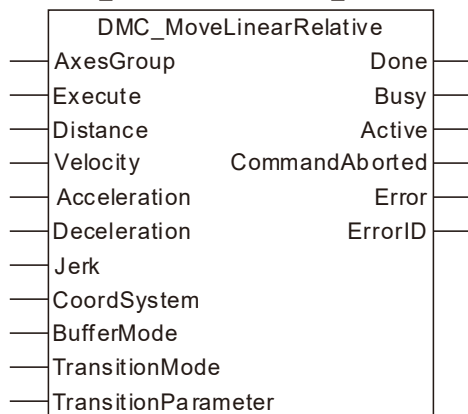 DMC_MoveLinearRelative
AxesGroup Done
Execute Busy
Distance Active
Velocity CommandAborted
Acceleration Error
Deceleration ErrorID
Jerk
CoordSystem
BufferMode
TransitionMode
TransitionParameter